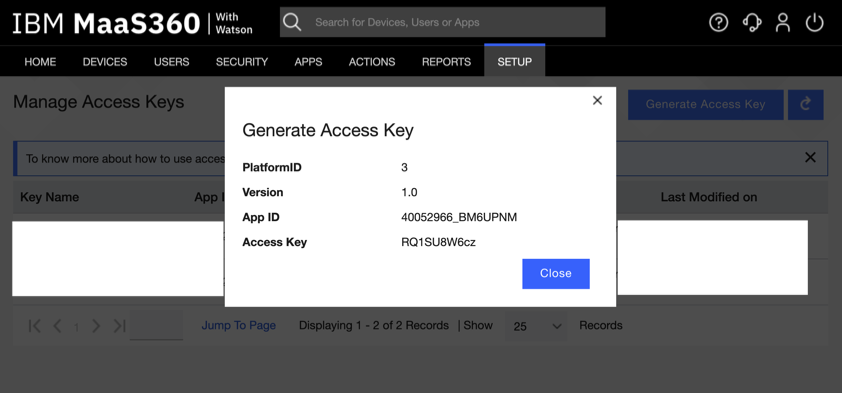 IBM MaaS360 | With Watson
Search for Devices, Users or Apps
HOME DEVICES USERS SECURITY APPS ACTIONS REPORTS SETUP
Manage Access Keys
Generate Access Key
To know more about how to use acces
Key Name App Last Modified on
Generate Access Key
PlatformID 3
Version 1.0
App ID 40052966_BM6UPNM
Access Key RQ1SU8W6cz
Close
1 Jump To Page Displaying 1 - 2 of 2 Records | Show 25 Records